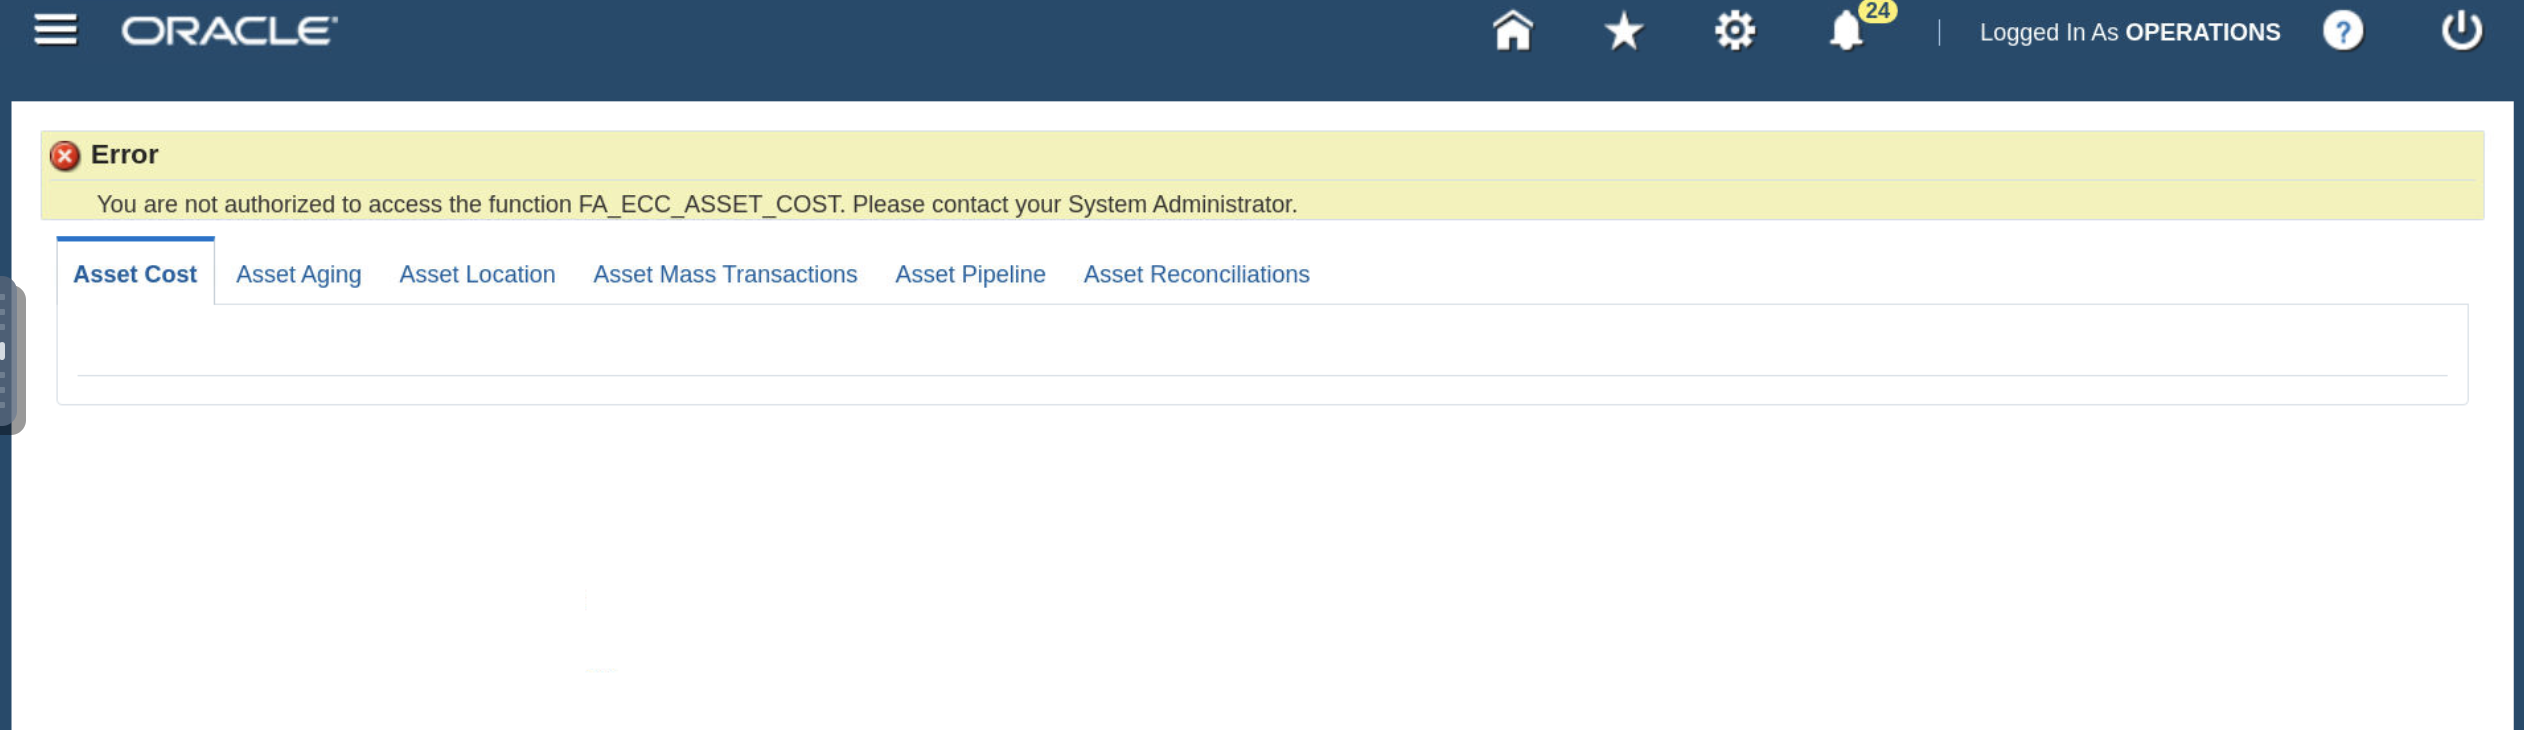 ORACLE
24
Logged In As OPERATIONS
?
Error
You are not authorized to access the function FA_ECC_ASSET_COST. Please contact your System Administrator.
Asset Cost Asset Aging Asset Location Asset Mass Transactions Asset Pipeline Asset Reconciliations